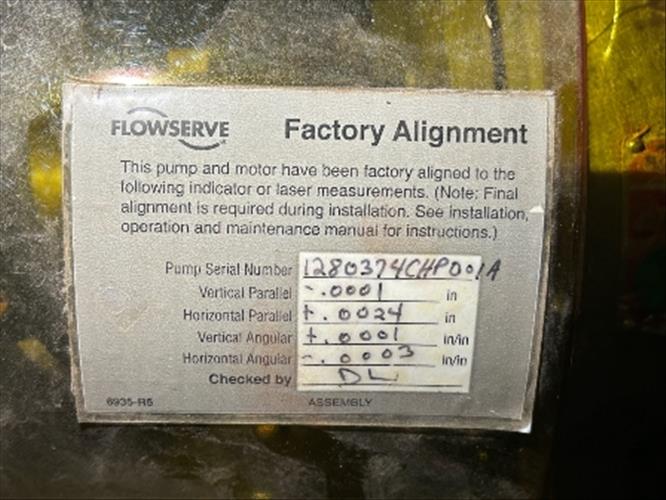 FLOWSERVE
Factory Alignment
This pump and motor have been factory aligned to the
following indicator or laser measurements. (Note: Final
alignment is required during installation. See installation,
operation and maintenance manual for instructions.)
Pump Serial Number 1280374CHP001A
Vertical Parallel -.0001 in
Horizontal Parallel +.0024 in
Vertical Angular +.0001 in/in
Horizontal Angular -.0003 in/in
Checked by DL
6935-R5 ASSEMBLY